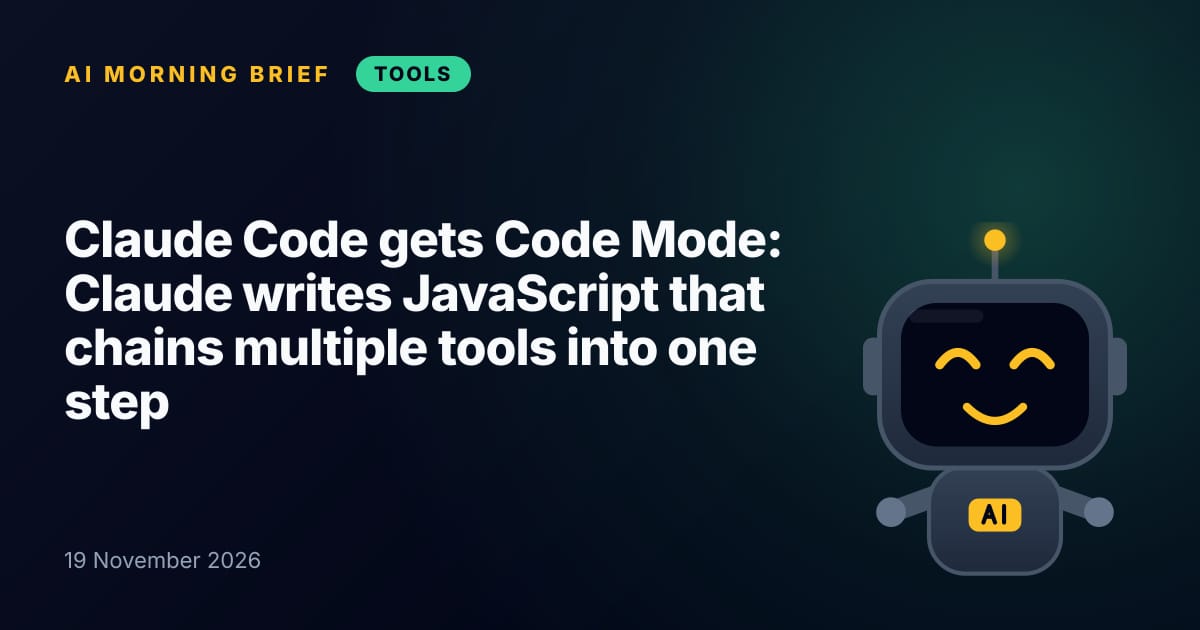 AI MORNING BRIEF TOOLS
Claude Code gets Code Mode:
Claude writes JavaScript that
chains multiple tools into one
step
AI
19 November 2026